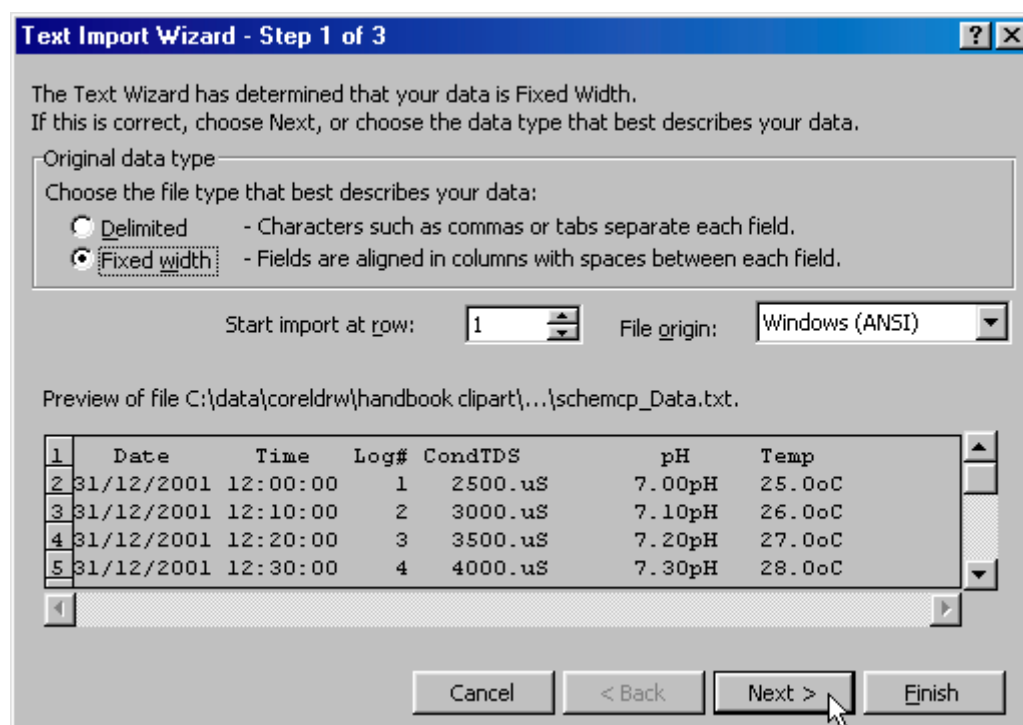 Text Import Wizard - Step 1 of 3
The Text Wizard has determined that your data is Fixed Width.
If this is correct, choose Next, or choose the data type that best describes your data.
Original data type
Choose the file type that best describes your data:
Delimited - Characters such as commas or tabs separate each field.
Fixed width - Fields are aligned in columns with spaces between each field.
Start import at row: 1 File origin: Windows (ANSI)
Preview of file C:\data\coreldrw\handbook clipart\...\schemcp_Data.txt.
1 Date Time Log# CondTDS pH Temp
2 31/12/2001 12:00:00 1 2500.uS 7.00pH 25.0oC
3 31/12/2001 12:10:00 2 3000.uS 7.10pH 26.0oC
4 31/12/2001 12:20:00 3 3500.uS 7.20pH 27.0oC
5 31/12/2001 12:30:00 4 4000.uS 7.30pH 28.0oC
Cancel < Back Next > Finish